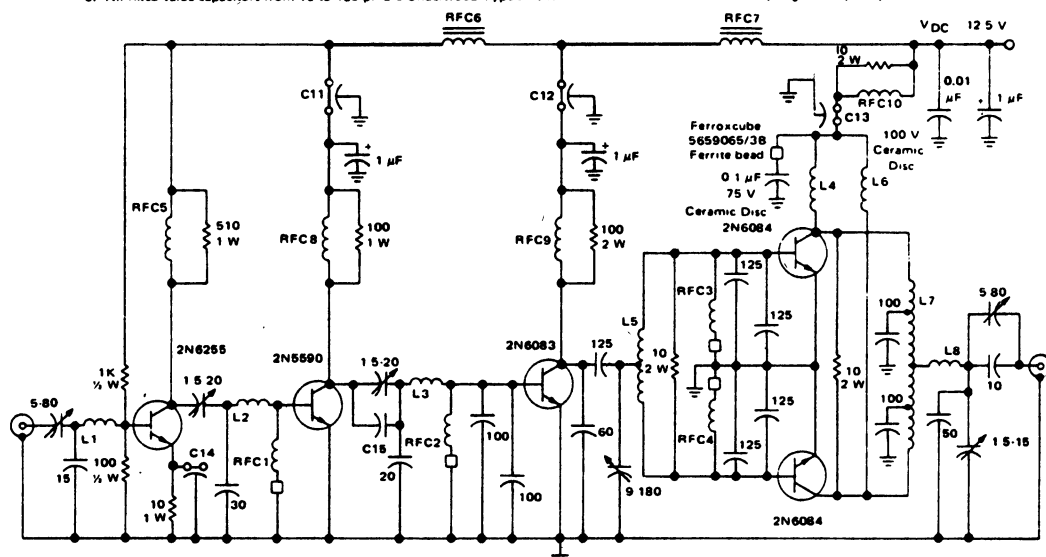 RFC6
RFC7
VDC 12 5 V
10
2 W
RFC10
0.01
µF
1 µF
C11
C12
C13
Ferroxcube
5659065/3B
Ferrite bead
100 V
Ceramic
Disc
1 µF
1 µF
0 1 µF
75 V
Ceramic Disc
L4
L6
RFC5
510
1 W
RFC8
100
1 W
RFC9
100
2 W
2N6084
125
RFC3
5 80
L7
100
125
L5
10
2 W
2N6255
2N5590
2N6083
125
1K
½ W
1 5 20
1 5-20
L3
L8
10
10
2 W
5-80
L1
L2
C14
RFC1
C15
RFC2
100
60
RFC4
125
125
100
50
1 5-15
15
100
½ W
10
1 W
30
20
100
9 180
2N6084